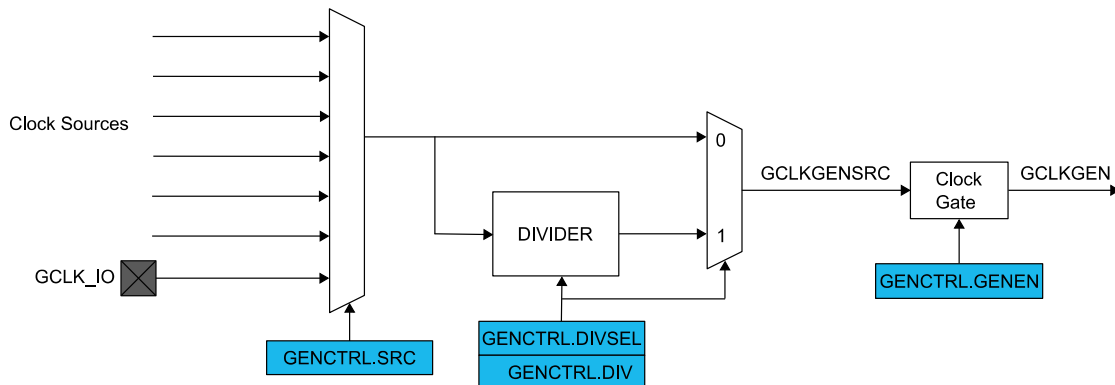 Clock Sources
GCLK_IO
GENCTRL.SRC
DIVIDER
GENCTRL.DIVSEL
GENCTRL.DIV
0
1
GCLKGENSRC
Clock
Gate
GCLKGEN
GENCTRL.GENEN